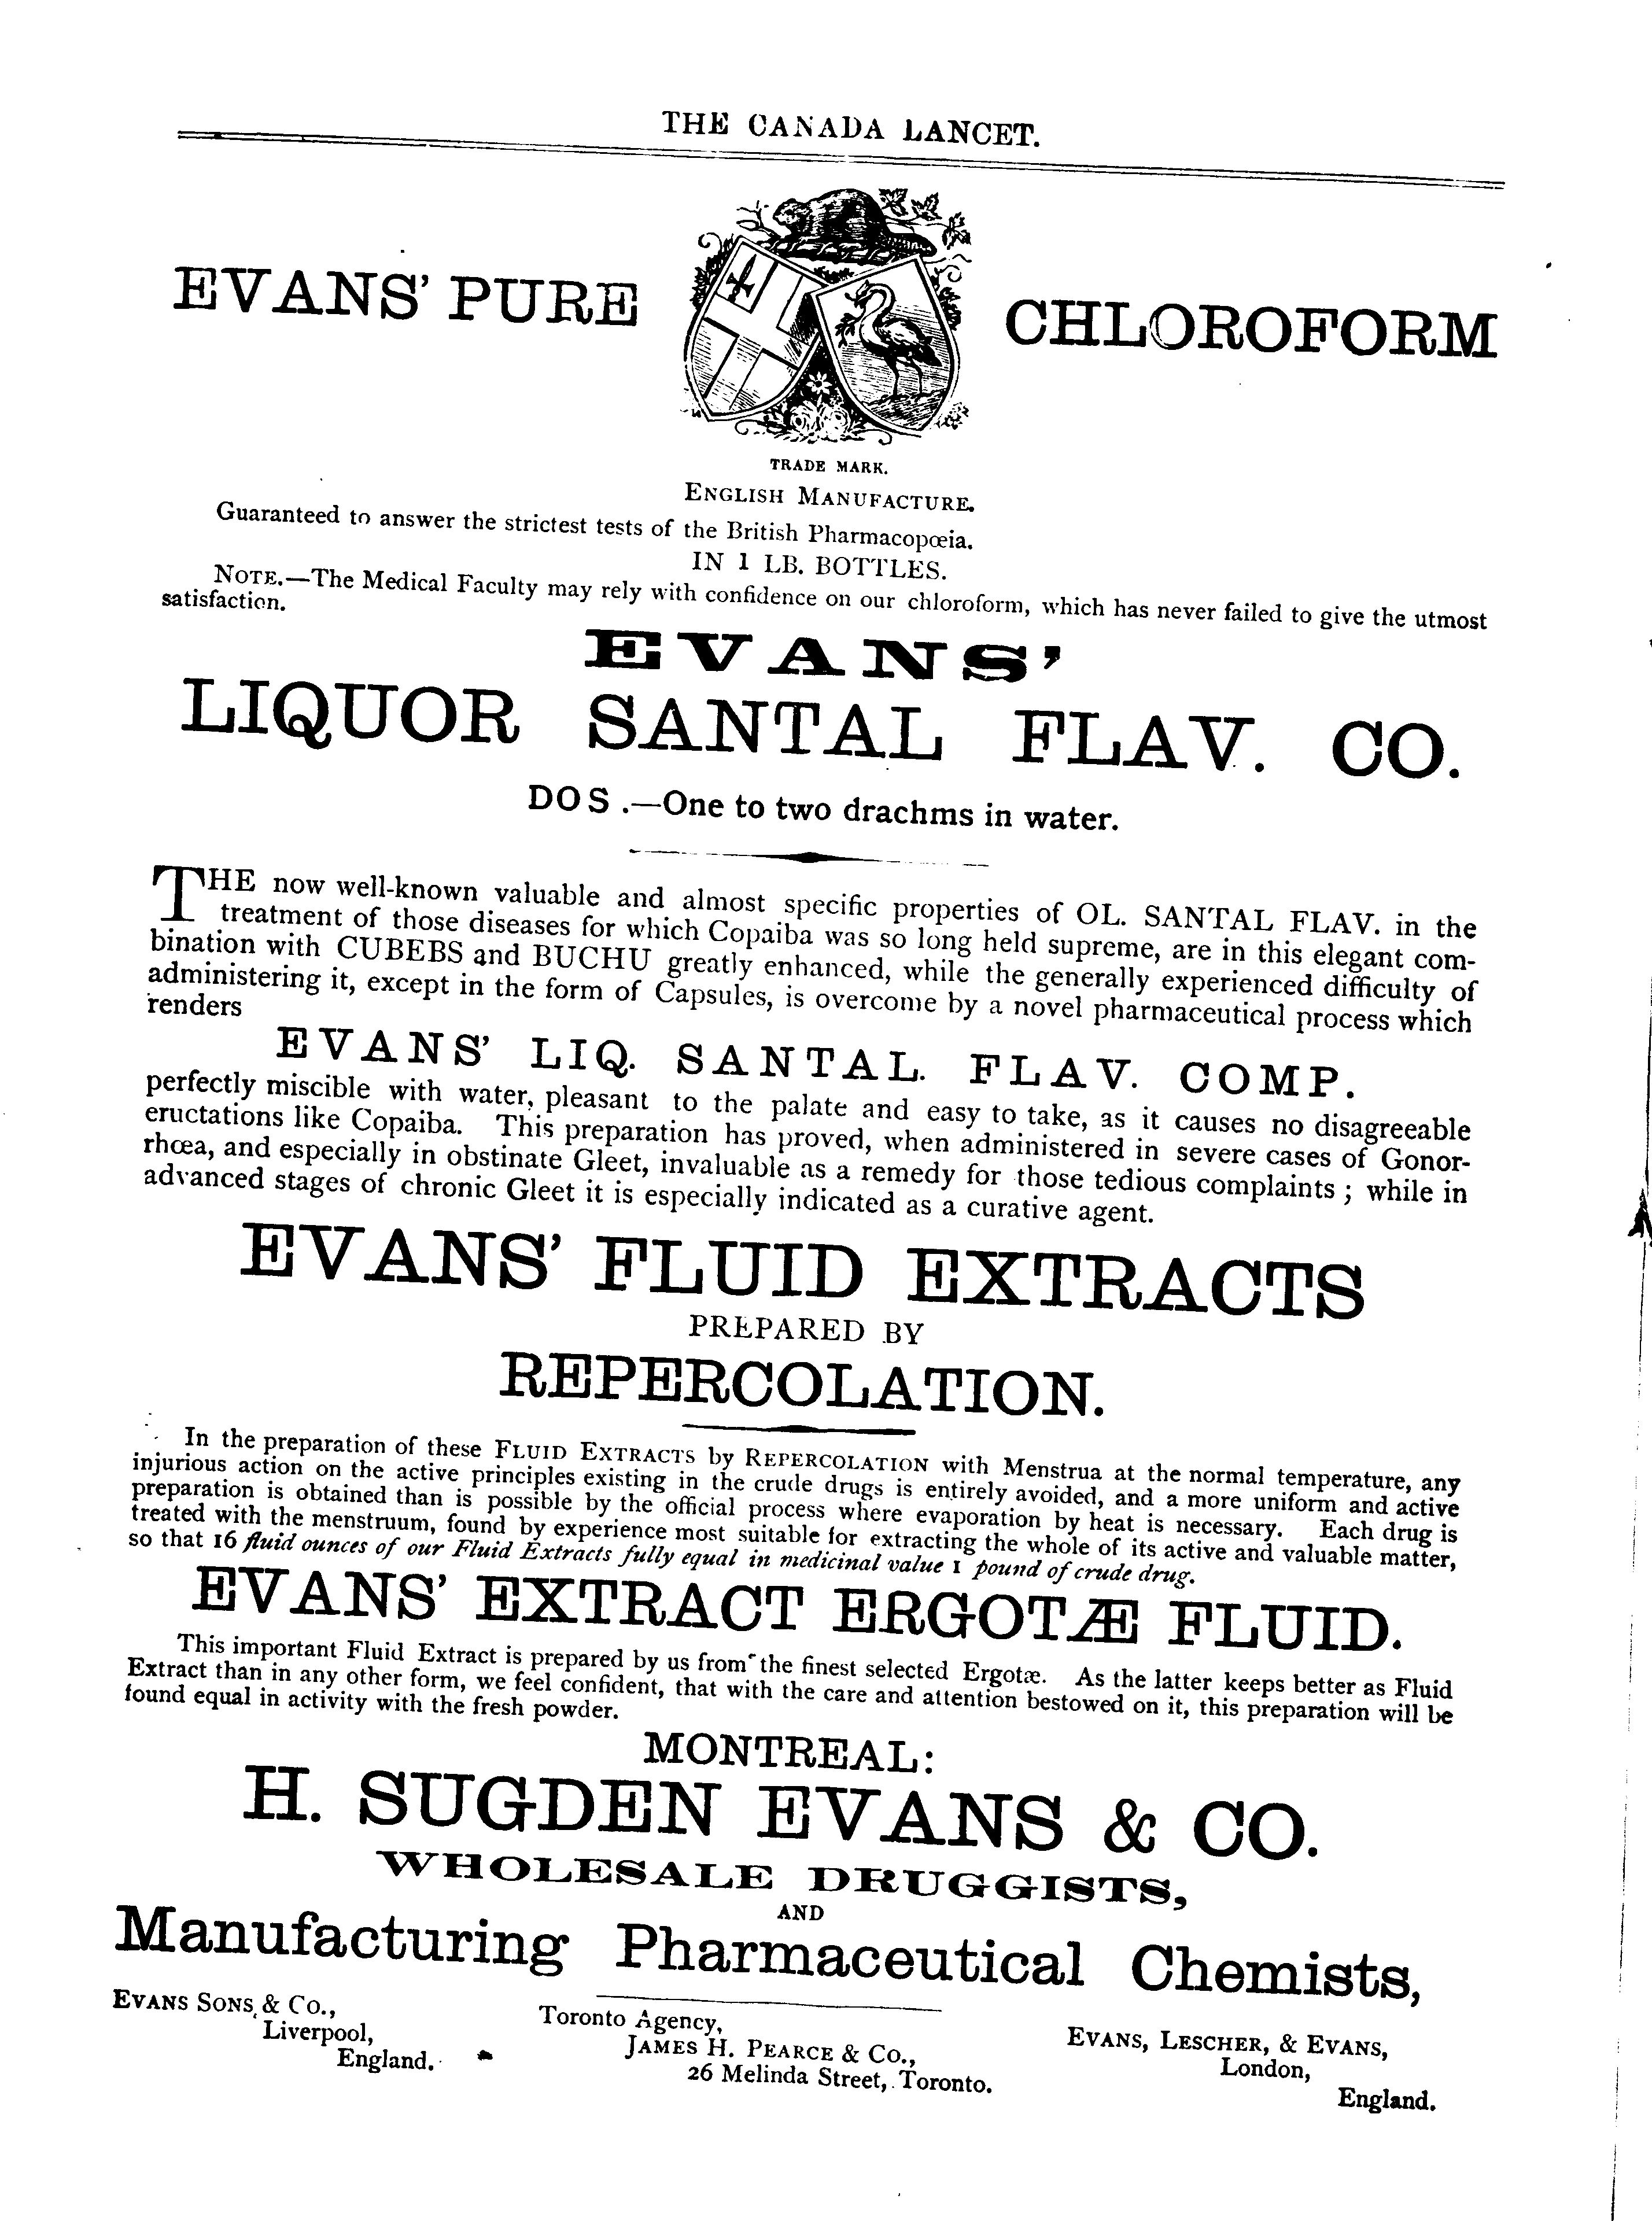 THE CANADA LANCET.
EVANS' PURE CHLOROFORM
TRADE MARK.
ENGLISH MANUFACTURE.
Guaranteed to answer the strictest tests of the British Pharmacopœia.
IN 1 LB. BOTTLES.
NOTE.—The Medical Faculty may rely with confidence on our chloroform, which has never failed to give the utmost
satisfaction.
EVANS'
LIQUOR SANTAL FLAV. CO.
DOS .—One to two drachms in water.
THE now well-known valuable and almost specific properties of OL. SANTAL FLAV. in the
treatment of those diseases for which Copaiba was so long held supreme, are in this elegant com-
bination with CUBEBS and BUCHU greatly enhanced, while the generally experienced difficulty of
administering it, except in the form of Capsules, is overcome by a novel pharmaceutical process which
renders
EVANS' LIQ. SANTAL. FLAV. COMP.
perfectly miscible with water, pleasant to the palate and easy to take, as it causes no disagreeable
eructations like Copaiba. This preparation has proved, when administered in severe cases of Gonor-
rhœa, and especially in obstinate Gleet, invaluable as a remedy for those tedious complaints; while in
advanced stages of chronic Gleet it is especially indicated as a curative agent.
EVANS' FLUID EXTRACTS
PREPARED BY
REPERCOLATION.
In the preparation of these FLUID EXTRACTS by REPERCOLATION with Menstrua at the normal temperature, any
injurious action on the active principles existing in the crude drugs is entirely avoided, and a more uniform and active
preparation is obtained than is possible by the official process where evaporation by heat is necessary. Each drug is
treated with the menstruum, found by experience most suitable for extracting the whole of its active and valuable matter,
so that 16 fluid ounces of our Fluid Extracts fully equal in medicinal value 1 pound of crude drug.
EVANS' EXTRACT ERGOTÆ FLUID.
This important Fluid Extract is prepared by us from the finest selected Ergotæ. As the latter keeps better as Fluid
Extract than in any other form, we feel confident, that with the care and attention bestowed on it, this preparation will be
found equal in activity with the fresh powder.
MONTREAL:
H. SUGDEN EVANS & CO.
WHOLESALE DRUGGISTS,
AND
Manufacturing Pharmaceutical Chemists,
EVANS SONS, & CO.,
Liverpool,
England.
Toronto Agency,
JAMES H. PEARCE & CO.,
26 Melinda Street, Toronto.
EVANS, LESCHER, & EVANS,
London,
England.